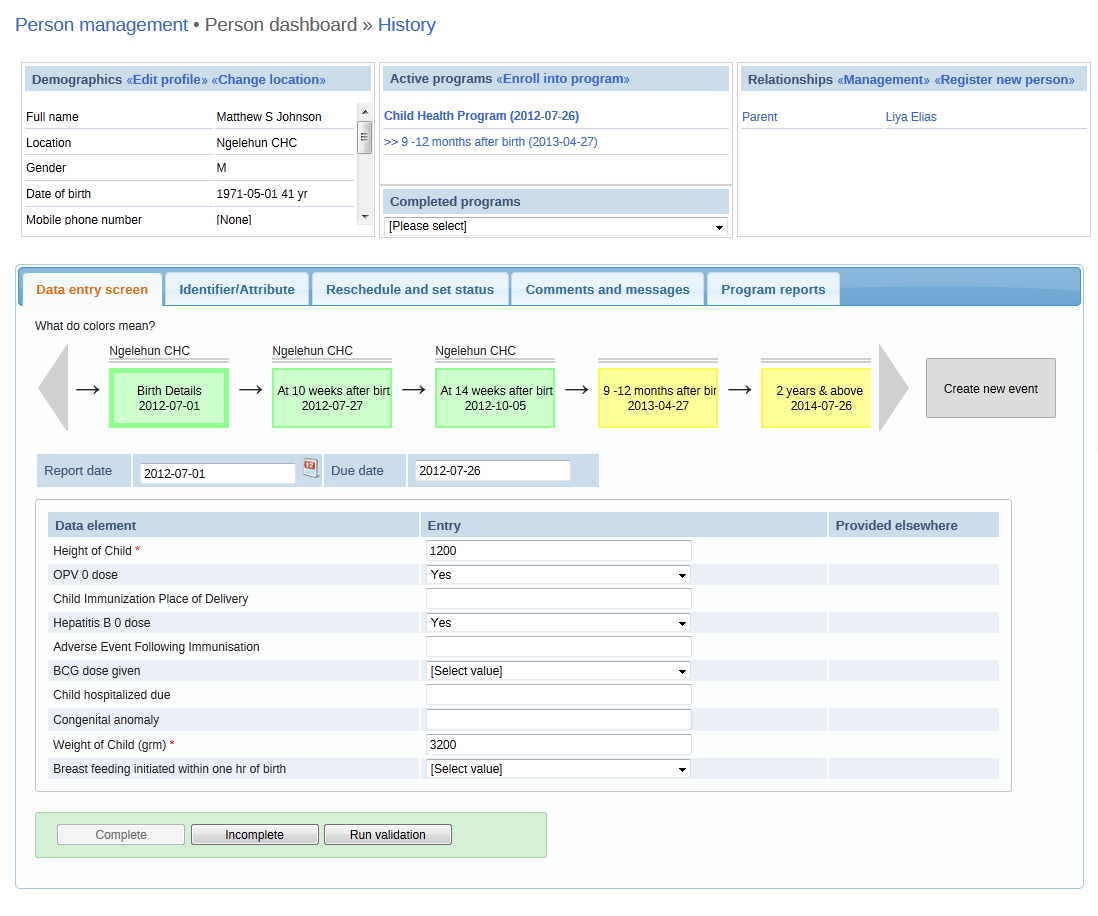 Person management • Person dashboard » History
Demographics «Edit profile» «Change location»
Full name Matthew S Johnson
Location Ngelehun CHC
Gender M
Date of birth 1971-05-01 41 yr
Mobile phone number [None]
Active programs «Enroll into program»
Child Health Program (2012-07-26)
>> 9 -12 months after birth (2013-04-27)
Completed programs
[Please select]
Relationships «Management» «Register new person»
Parent Liya Elias
Data entry screen Identifier/Attribute Reschedule and set status Comments and messages Program reports
What do colors mean?
Ngelehun CHC Ngelehun CHC Ngelehun CHC
Birth Details At 10 weeks after birt At 14 weeks after birt 9 -12 months after bir 2 years & above
2012-07-01 2012-07-27 2012-10-05 2013-04-27 2014-07-26
Create new event
Report date 2012-07-01 12 Due date 2012-07-26
Data element Entry Provided elsewhere
Height of Child * 1200
OPV 0 dose Yes
Child Immunization Place of Delivery
Hepatitis B 0 dose Yes
Adverse Event Following Immunisation
BCG dose given [Select value]
Child hospitalized due
Congenital anomaly
Weight of Child (grm) * 3200
Breast feeding initiated within one hr of birth [Select value]
Complete Incomplete Run validation